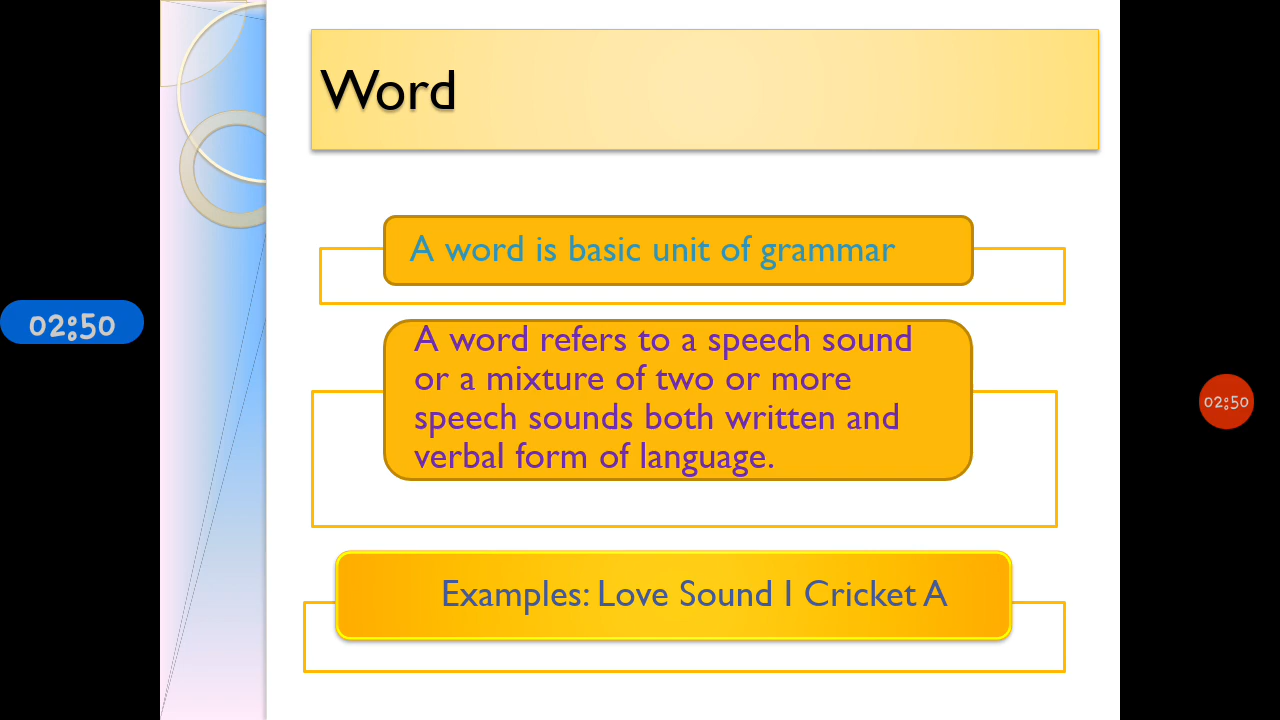 Word
A word is basic unit of grammar
02:50
A word refers to a speech sound
or a mixture of two or more
speech sounds both written and
verbal form of language.
02:50
Examples: Love Sound I Cricket A